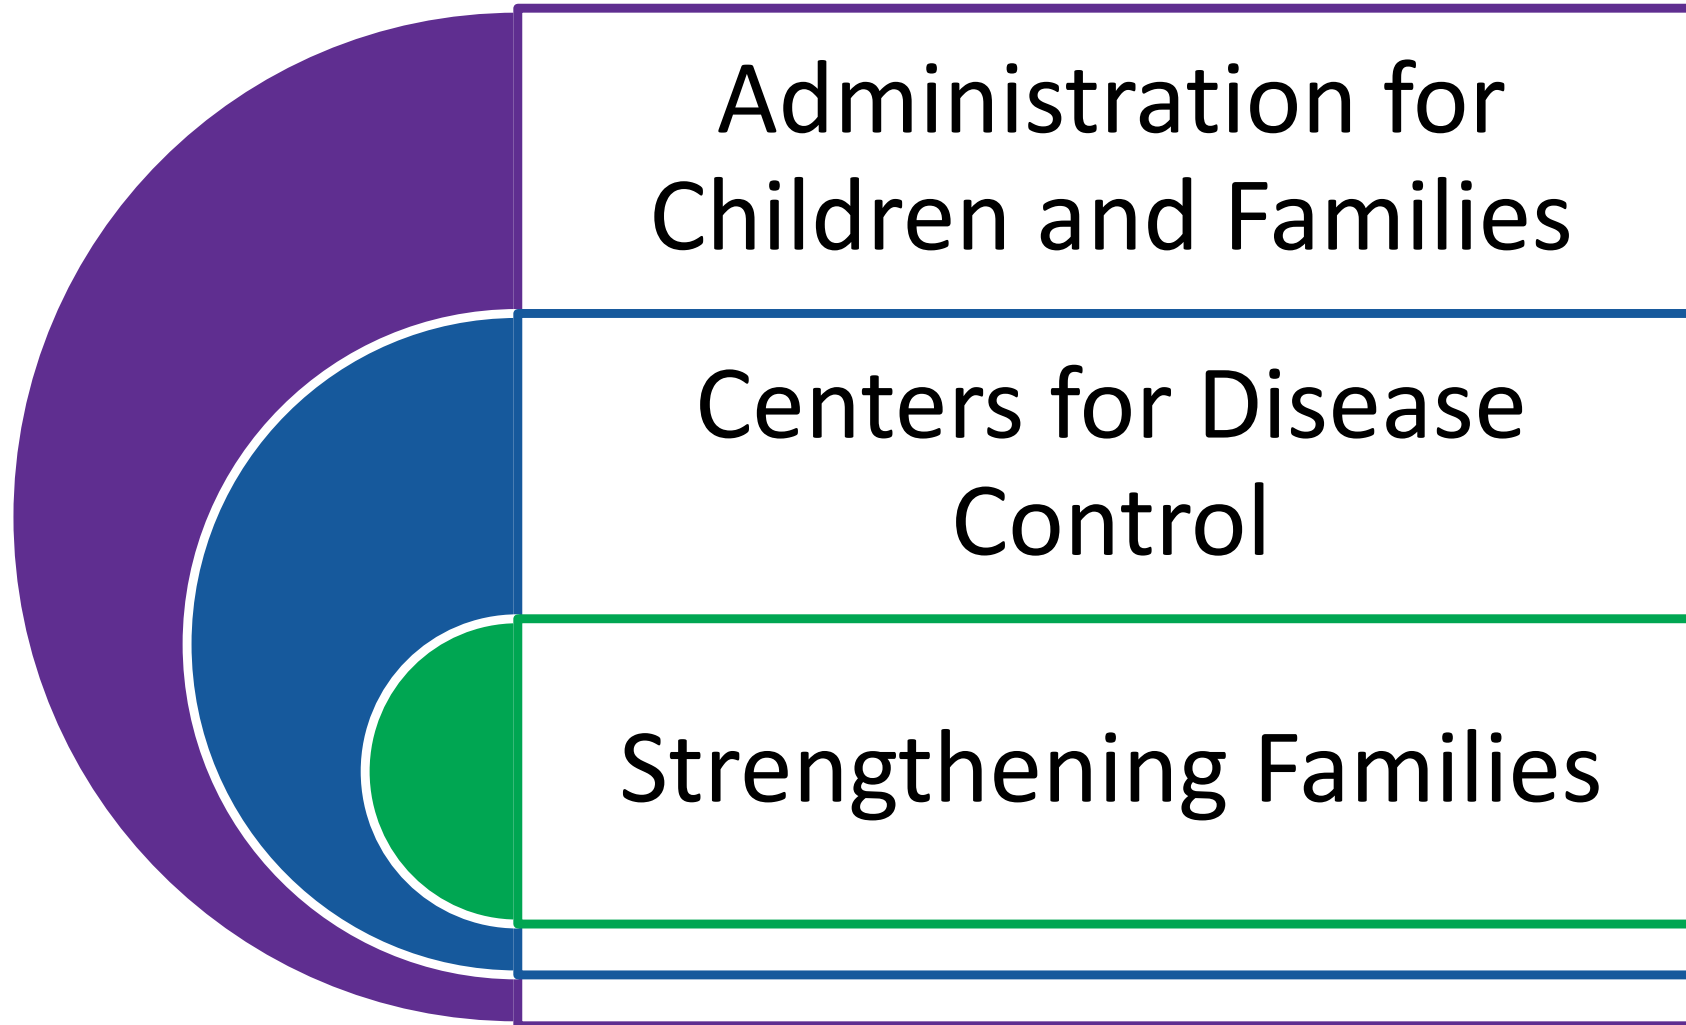 Administration for
Children and Families
Centers for Disease
Control
Strengthening Families